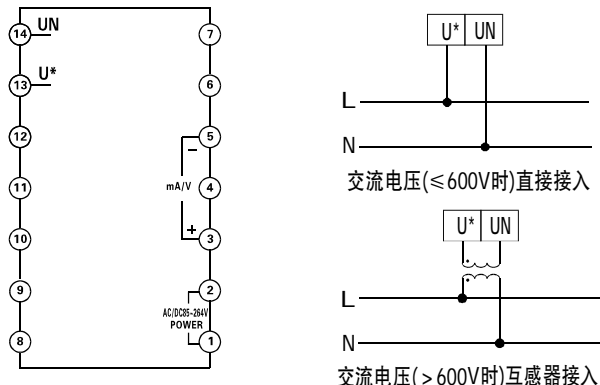 14 UN
7
13 U*
6
12
5
−
11
mA/V
4
10
+
3
9
2
AC/DC85-264V
POWER
8
1
U* UN
L
N
交流电压(≤600V时)直接接入
U* UN
L
N
交流电压(>600V时)互感器接入